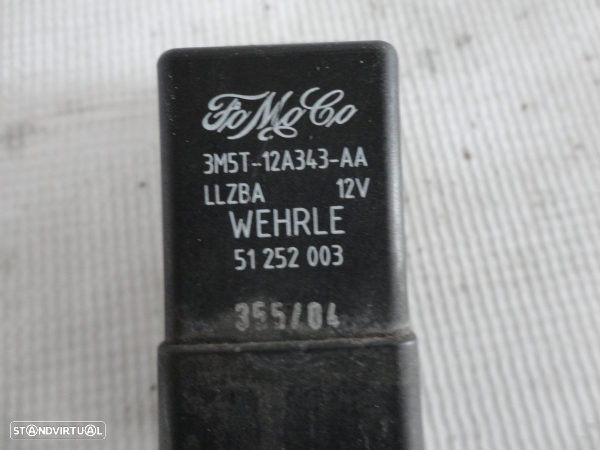 FoMoCo
3M5T-12A343-AA
LLZBA 12V
WEHRLE
51 252 003
355/04
STANDVIRTUAL